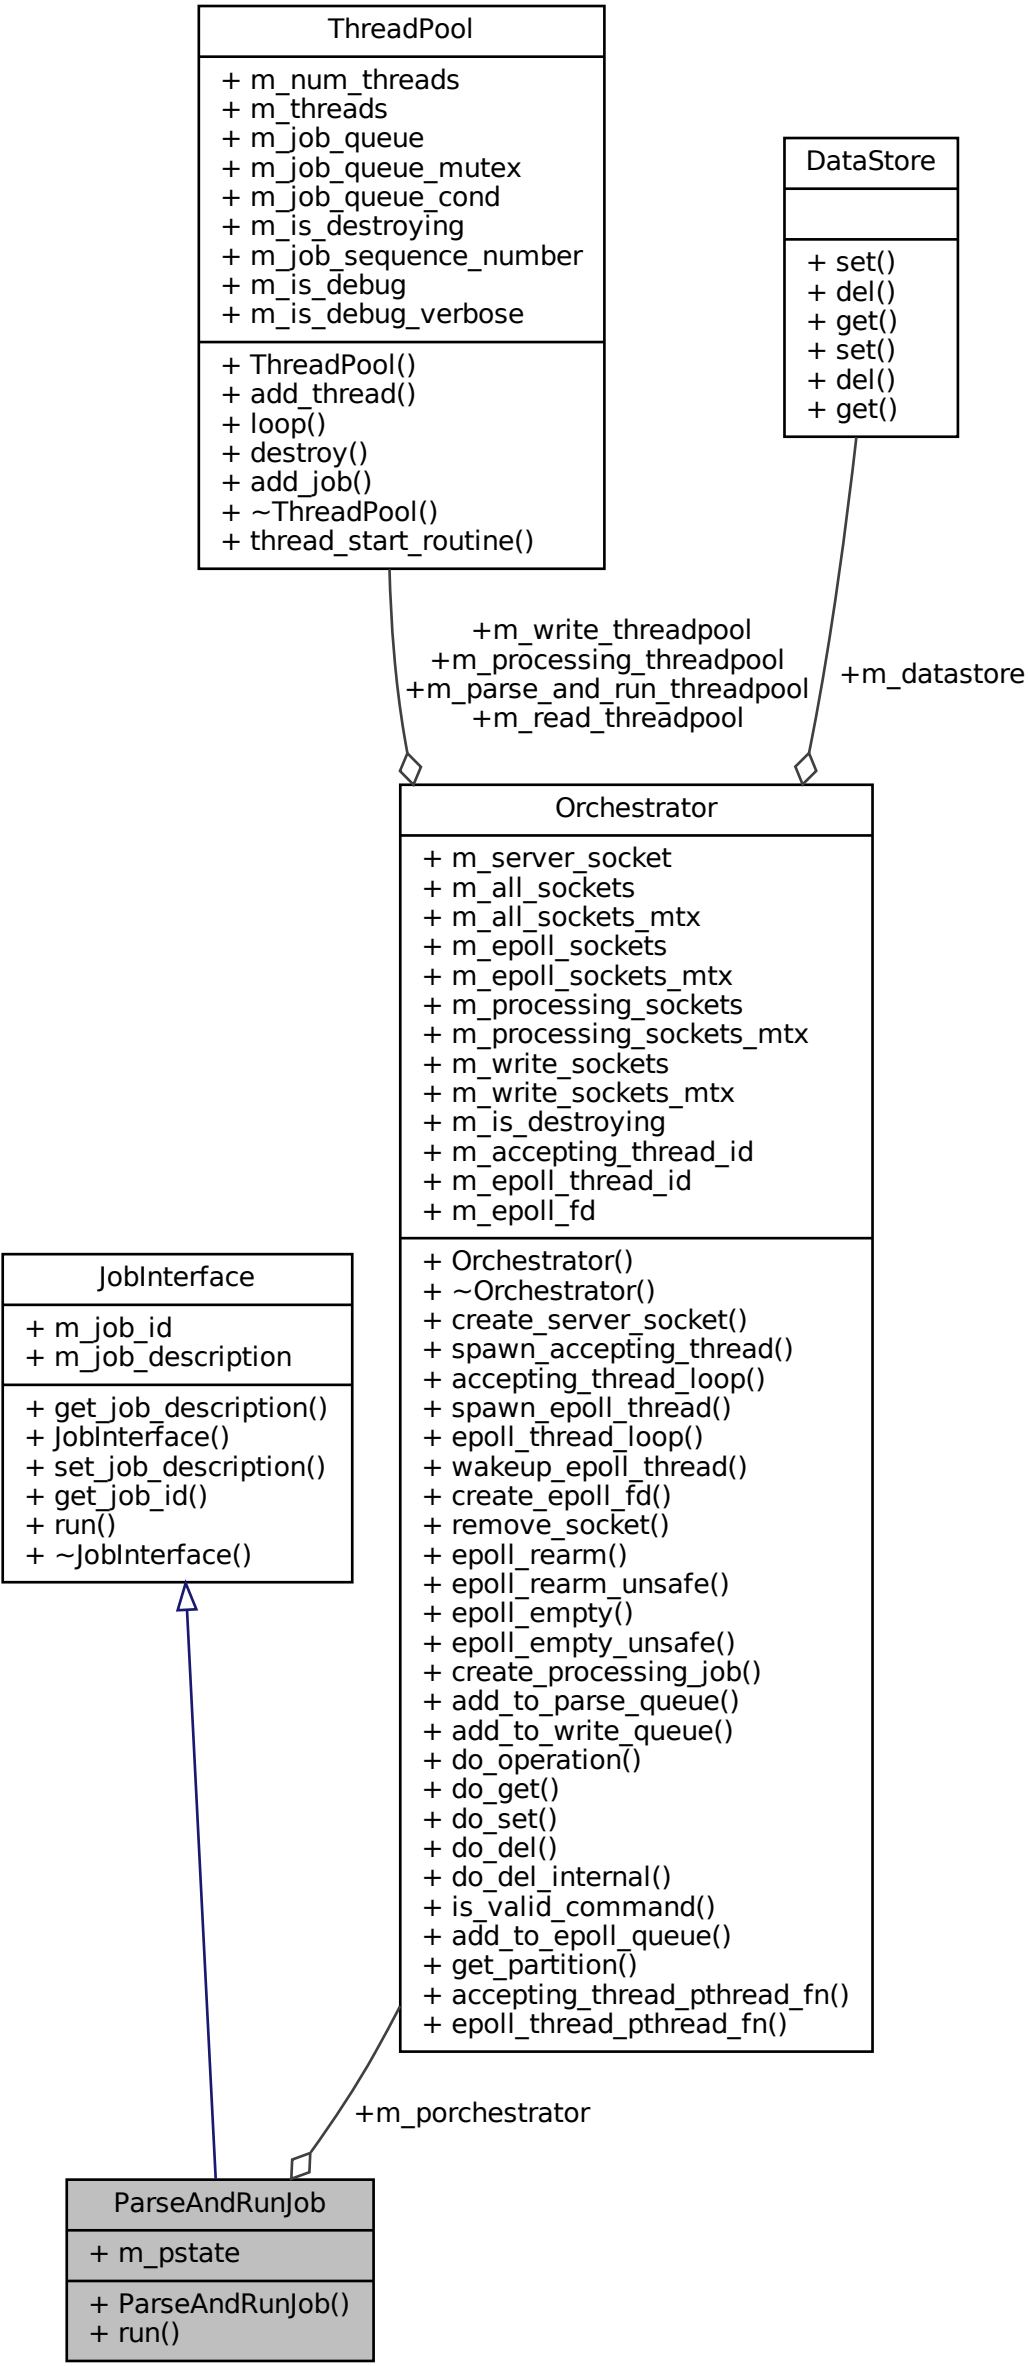 ThreadPool
+ m_num_threads
+ m_threads
+ m_job_queue
+ m_job_queue_mutex
+ m_job_queue_cond
+ m_is_destroying
+ m_job_sequence_number
+ m_is_debug
+ m_is_debug_verbose
+ ThreadPool()
+ add_thread()
+ loop()
+ destroy()
+ add_job()
+ ~ThreadPool()
+ thread_start_routine()
DataStore
+ set()
+ del()
+ get()
+ set()
+ del()
+ get()
+m_write_threadpool
+m_processing_threadpool
+m_parse_and_run_threadpool
+m_read_threadpool
+m_datastore
Orchestrator
+ m_server_socket
+ m_all_sockets
+ m_all_sockets_mtx
+ m_epoll_sockets
+ m_epoll_sockets_mtx
+ m_processing_sockets
+ m_processing_sockets_mtx
+ m_write_sockets
+ m_write_sockets_mtx
+ m_is_destroying
+ m_accepting_thread_id
+ m_epoll_thread_id
+ m_epoll_fd
+ Orchestrator()
+ ~Orchestrator()
+ create_server_socket()
+ spawn_accepting_thread()
+ accepting_thread_loop()
+ spawn_epoll_thread()
+ epoll_thread_loop()
+ wakeup_epoll_thread()
+ create_epoll_fd()
+ remove_socket()
+ epoll_rearm()
+ epoll_rearm_unsafe()
+ epoll_empty()
+ epoll_empty_unsafe()
+ create_processing_job()
+ add_to_parse_queue()
+ add_to_write_queue()
+ do_operation()
+ do_get()
+ do_set()
+ do_del()
+ do_del_internal()
+ is_valid_command()
+ add_to_epoll_queue()
+ get_partition()
+ accepting_thread_pthread_fn()
+ epoll_thread_pthread_fn()
JobInterface
+ m_job_id
+ m_job_description
+ get_job_description()
+ JobInterface()
+ set_job_description()
+ get_job_id()
+ run()
+ ~JobInterface()
+m_porchestrator
ParseAndRunJob
+ m_pstate
+ ParseAndRunJob()
+ run()